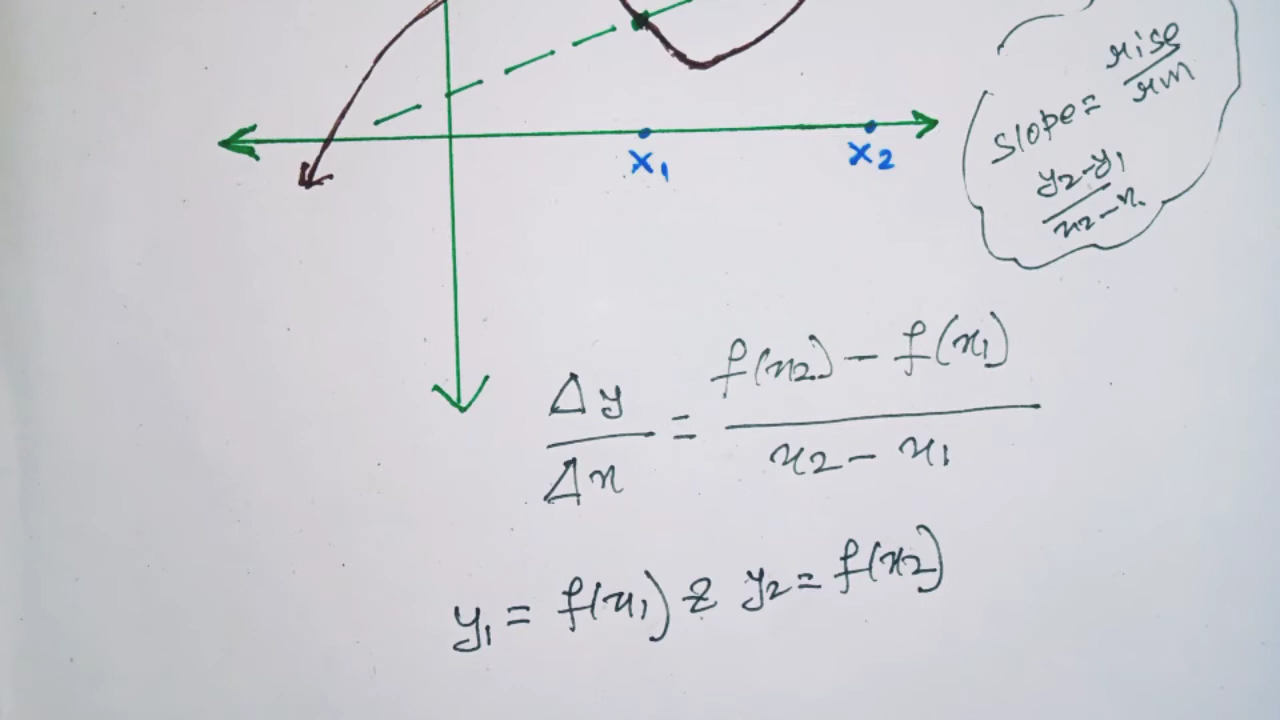 x₁ x₂
slope = rise/run
y₂-y₁/x₂-x₁
Δy/Δx = f(x₂) - f(x₁)/x₂ - x₁
y₁ = f(x₁) & y₂ = f(x₂)